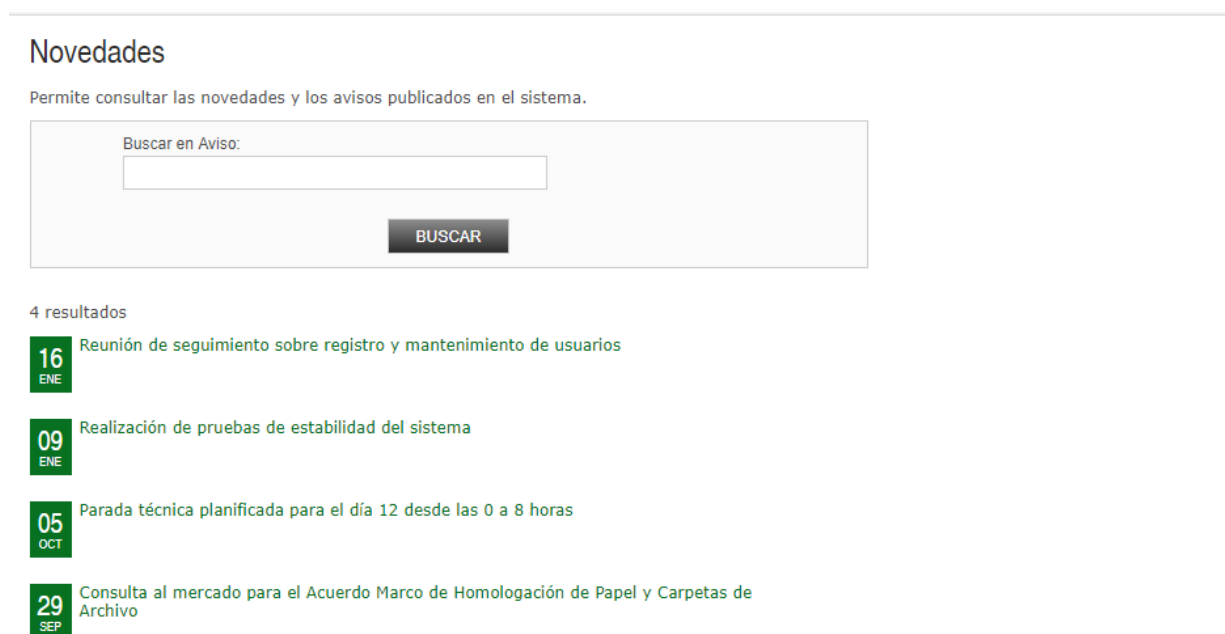 Novedades
Permite consultar las novedades y los avisos publicados en el sistema.
Buscar en Aviso:
BUSCAR
4 resultados
16
ENE
Reunión de seguimiento sobre registro y mantenimiento de usuarios
09
ENE
Realización de pruebas de estabilidad del sistema
05
OCT
Parada técnica planificada para el día 12 desde las 0 a 8 horas
29
SEP
Consulta al mercado para el Acuerdo Marco de Homologación de Papel y Carpetas de
Archivo